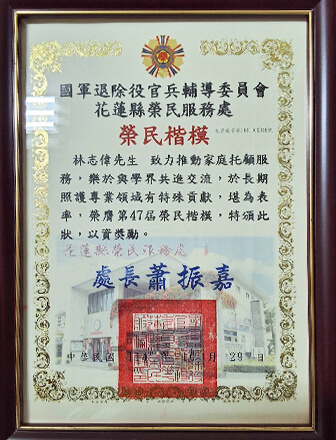 國軍退除役官兵輔導委員會
花蓮縣榮民服務處
榮民楷模
林志偉先生 致力推動家庭托顧服
務，樂於與學界共進交流，於長期
照護專業領域有特殊貢獻，堪為表
率，榮膺第47屆榮民楷模，特頒此
狀，以資獎勵。
花蓮縣榮民服務處
處長蕭振嘉
中華民國 年 月 29 日